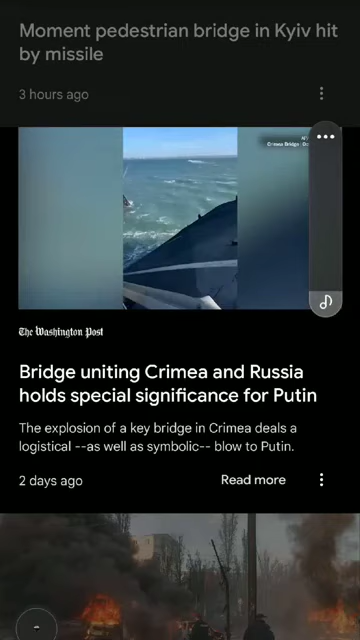 Moment pedestrian bridge in Kyiv hit
by missile
3 hours ago
Crimea Bridge
The Washington Post
Bridge uniting Crimea and Russia
holds special significance for Putin
The explosion of a key bridge in Crimea deals a
logistical --as well as symbolic-- blow to Putin.
2 days ago
Read more